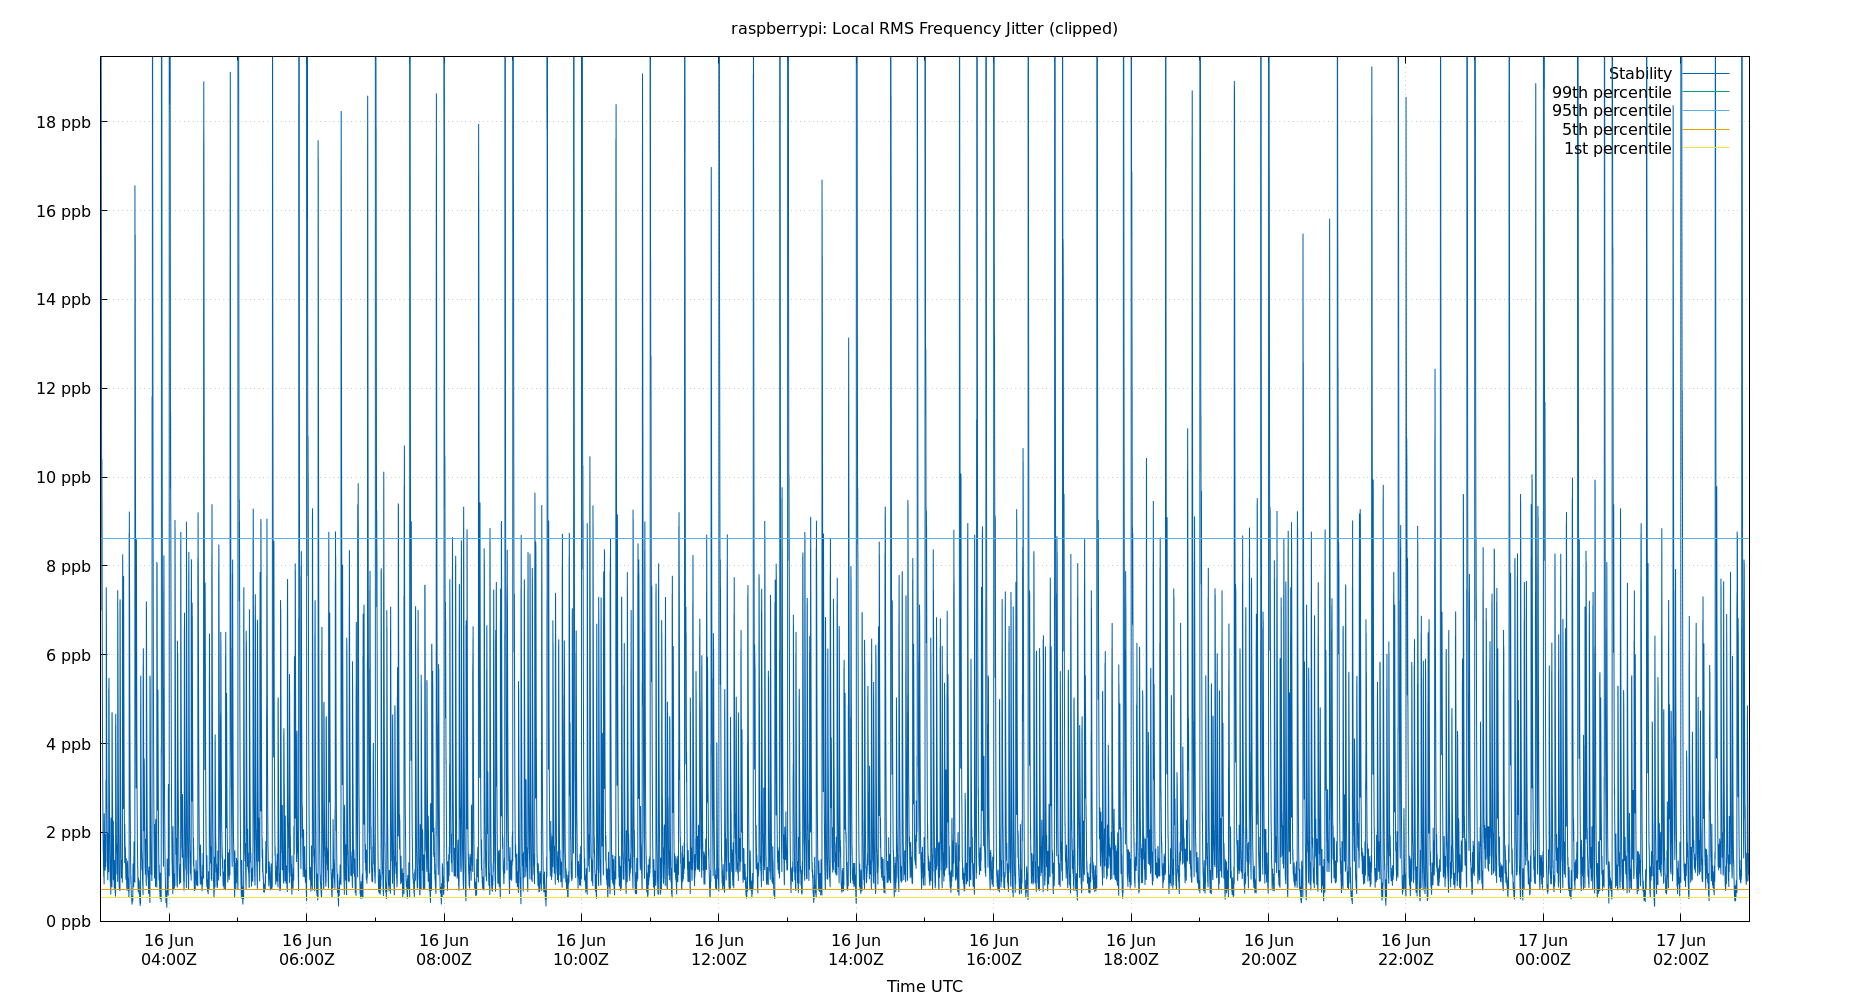 raspberrypi: Local RMS Frequency Jitter (clipped)
Stability
99th percentile
95th percentile
5th percentile
1st percentile
18 ppb
16 ppb
14 ppb
12 ppb
10 ppb
8 ppb
6 ppb
4 ppb
2 ppb
0 ppb
16 Jun 16 Jun 16 Jun 16 Jun 16 Jun 16 Jun 16 Jun 16 Jun 16 Jun 16 Jun 17 Jun 17 Jun
04:00Z 06:00Z 08:00Z 10:00Z 12:00Z 14:00Z 16:00Z 18:00Z 20:00Z 22:00Z 00:00Z 02:00Z
Time UTC